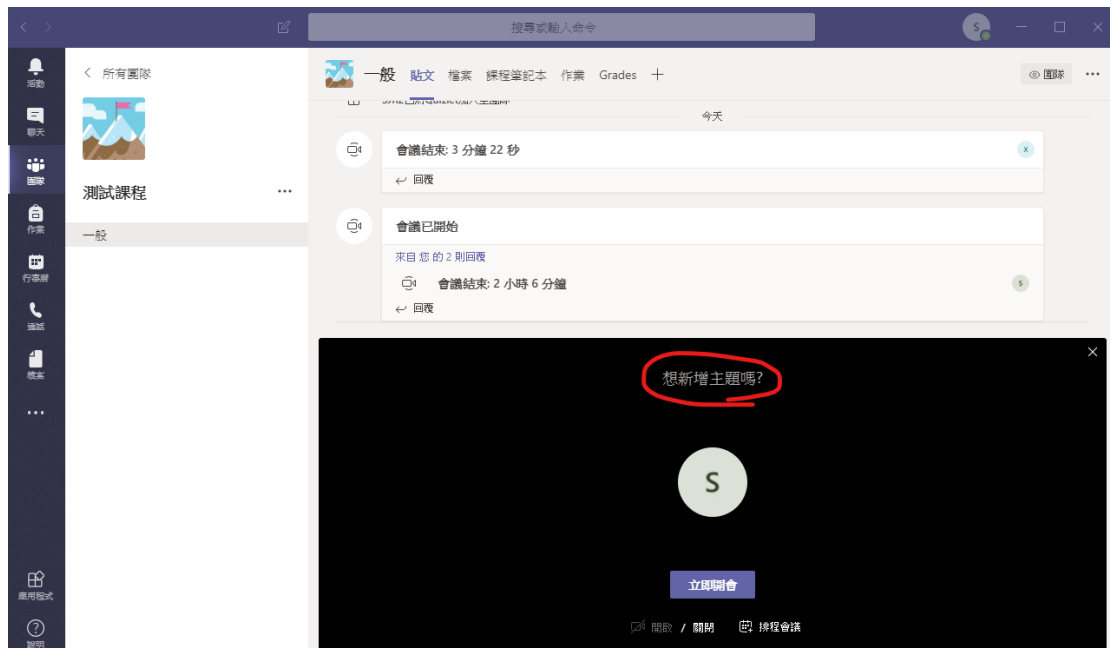 搜尋或輸入命令
S
活動
聊天
團隊
作業
行事曆
通話
檔案
應用程式
說明
所有團隊
測試課程
一般
一般 貼文 檔案 課程筆記本 作業 Grades
團隊
今天
會議結束: 3 分鐘 22 秒
x
回覆
會議已開始
來自 您 的 2 則回覆
會議結束: 2 小時 6 分鐘
S
回覆
想新增主題嗎?
S
立即開會
開啟 / 關閉 排程會議